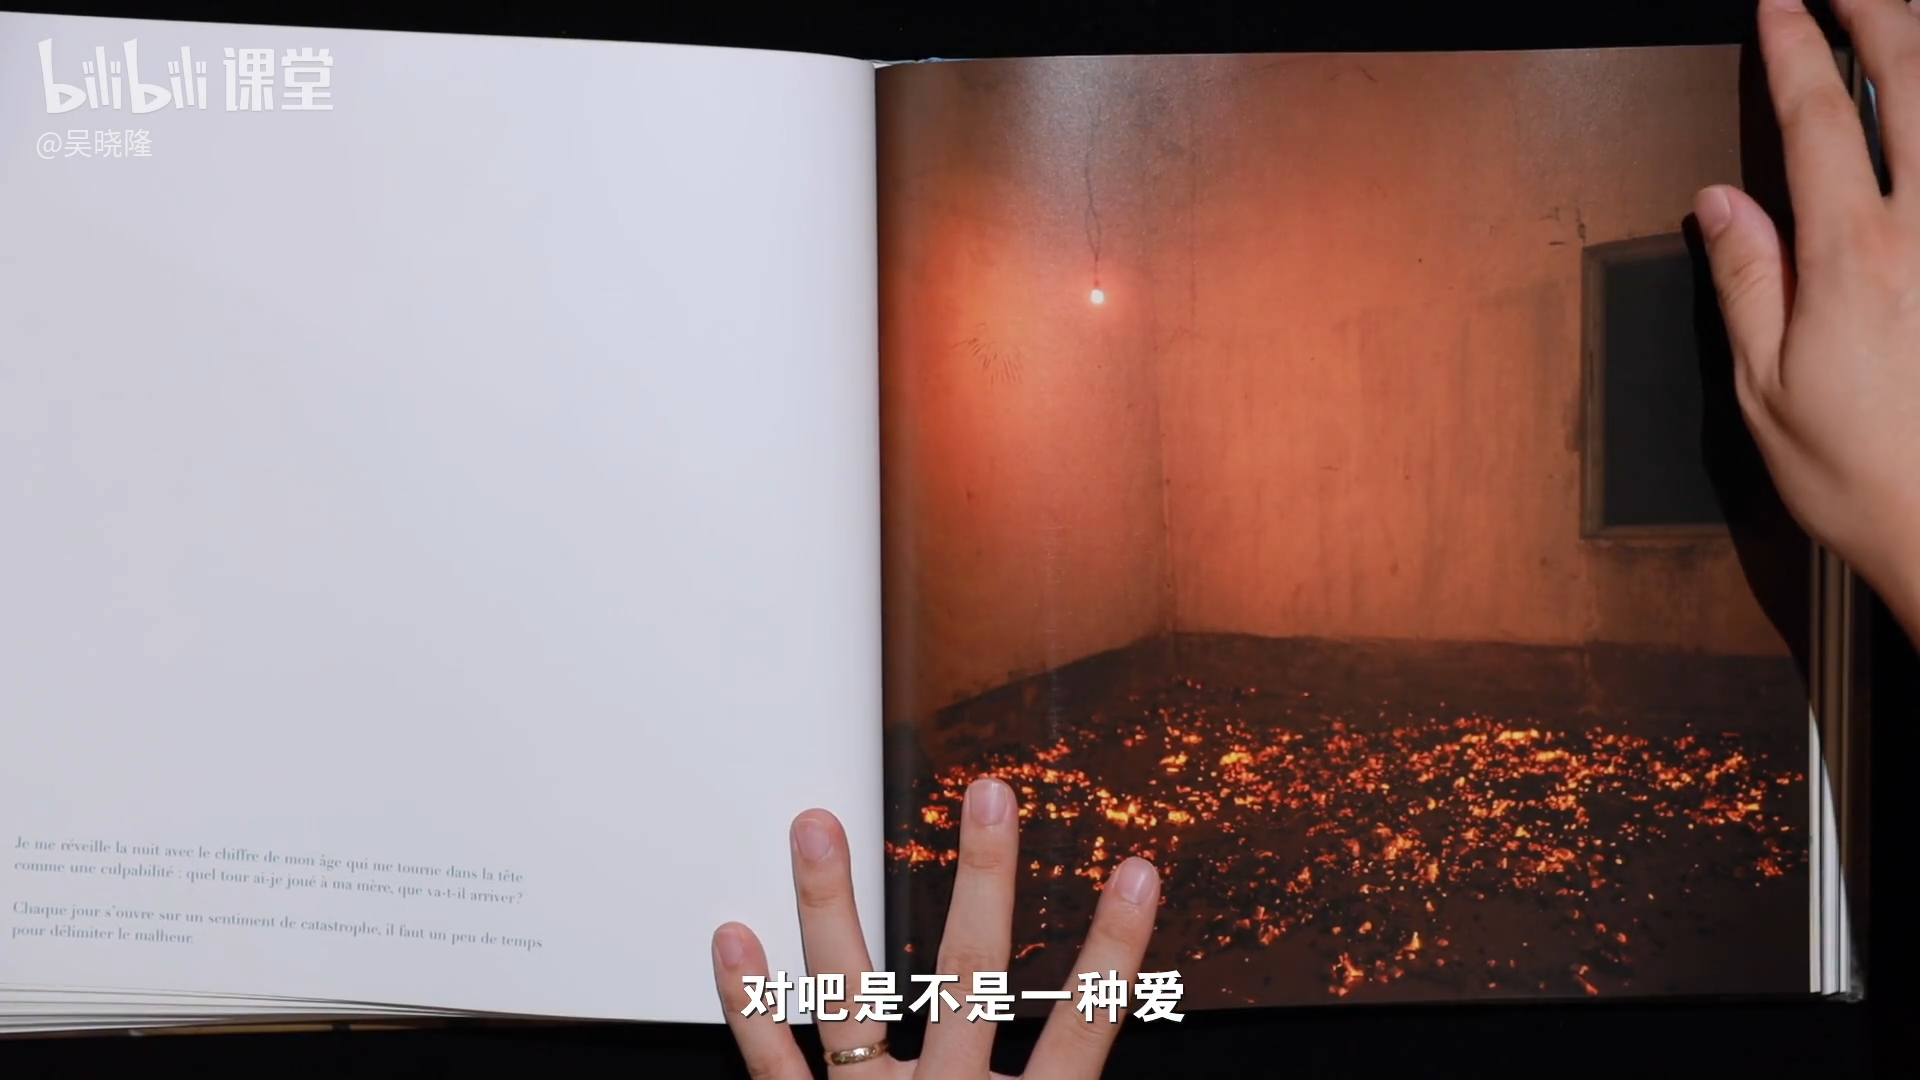 bilibili 课堂
@吴晓隆
Je me réveille la nuit avec le chiffre de mon âge qui me tourne dans la tête
comme une culpabilité : quel tour ai-je joué à ma mère, que va-t-il arriver?
Chaque jour s'ouvre sur un sentiment de catastrophe, il faut un peu de temps
pour délimiter le malheur.
对吧是不是一种爱